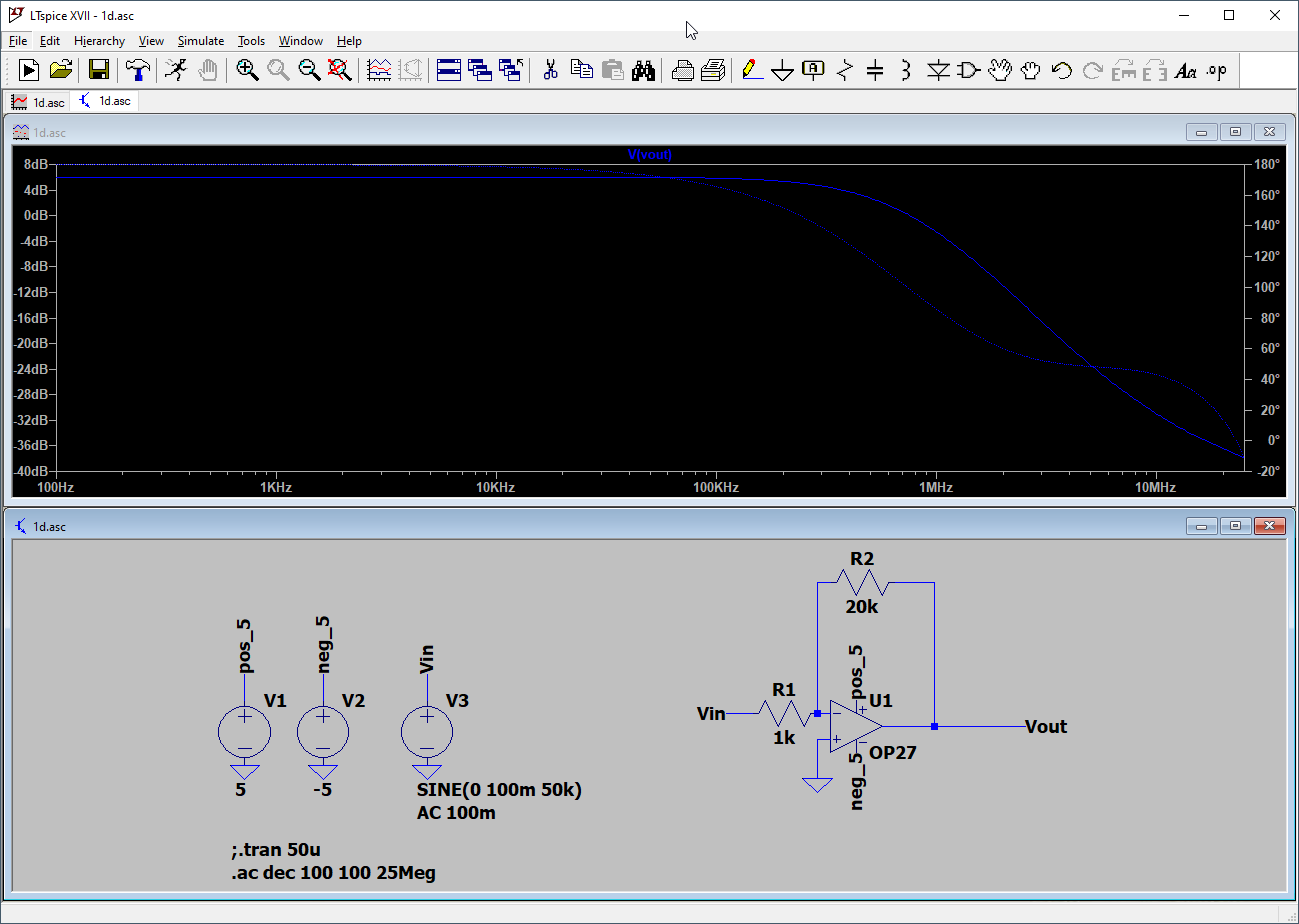 LTspice XVII - 1d.asc
File Edit Hierarchy View Simulate Tools Window Help
1d.asc 1d.asc
1d.asc
V(vout)
8dB
4dB
0dB
-4dB
-8dB
-12dB
-16dB
-20dB
-24dB
-28dB
-32dB
-36dB
-40dB
180°
160°
140°
120°
100°
80°
60°
40°
20°
0°
-20°
100Hz 1KHz 10KHz 100KHz 1MHz 10MHz
1d.asc
pos_5
V1
5
neg_5
V2
-5
Vin
V3
SINE(0 100m 50k)
AC 100m
;.tran 50u
.ac dec 100 100 25Meg
R2
20k
Vin
R1
1k
pos_5
U1
OP27
neg_5
Vout